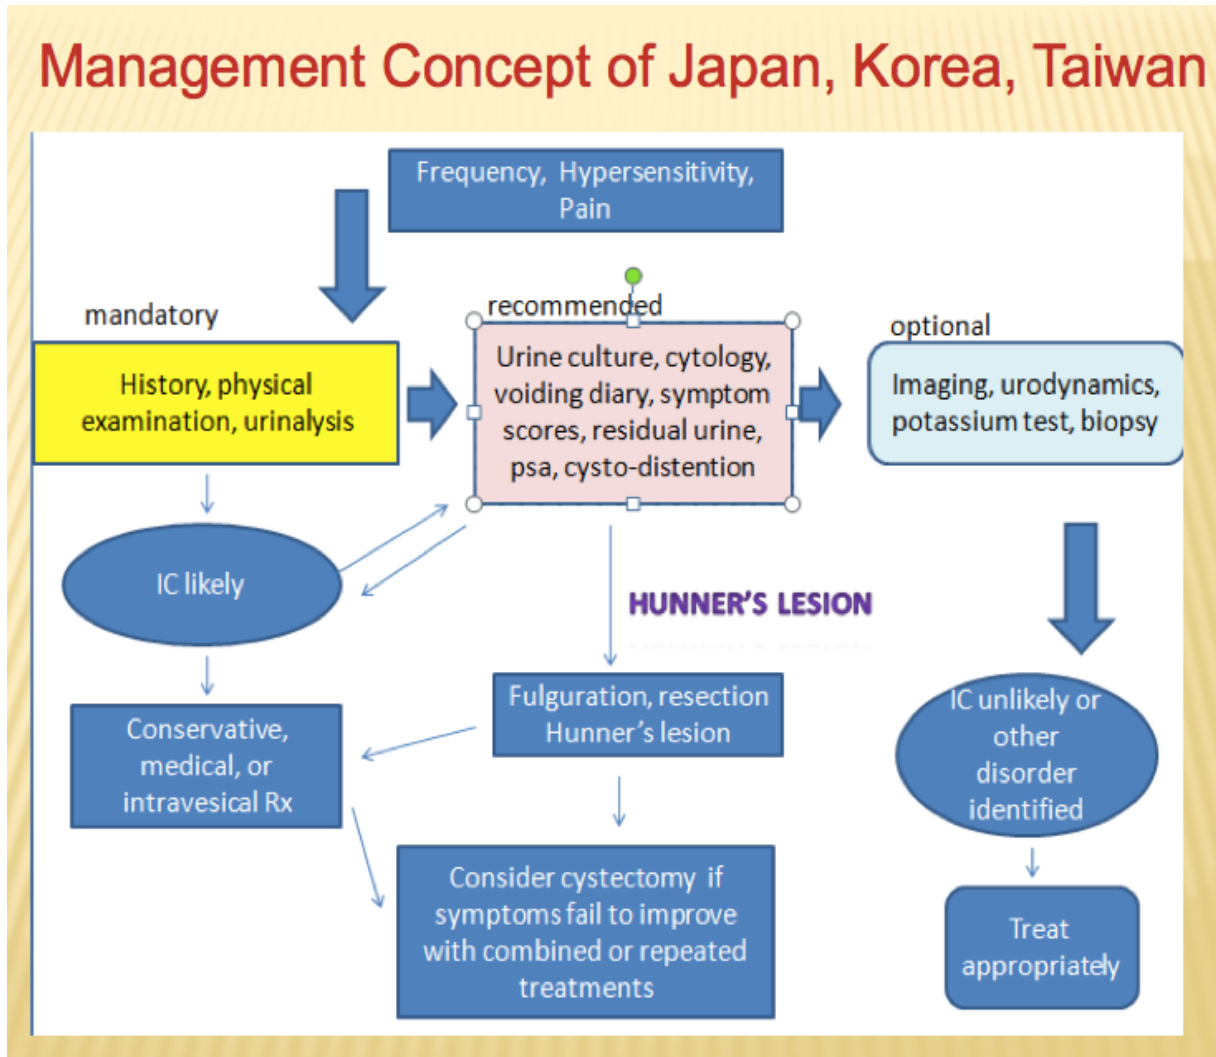 Management Concept of Japan, Korea, Taiwan
Frequency, Hypersensitivity,
Pain
mandatory
History, physical
examination, urinalysis
recommended
Urine culture, cytology,
voiding diary, symptom
scores, residual urine,
psa, cysto-distention
optional
Imaging, urodynamics,
potassium test, biopsy
IC likely
HUNNER'S LESION
Conservative,
medical, or
intravesical Rx
Fulguration, resection
Hunner's lesion
IC unlikely or
other
disorder
identified
Consider cystectomy if
symptoms fail to improve
with combined or repeated
treatments
Treat
appropriately